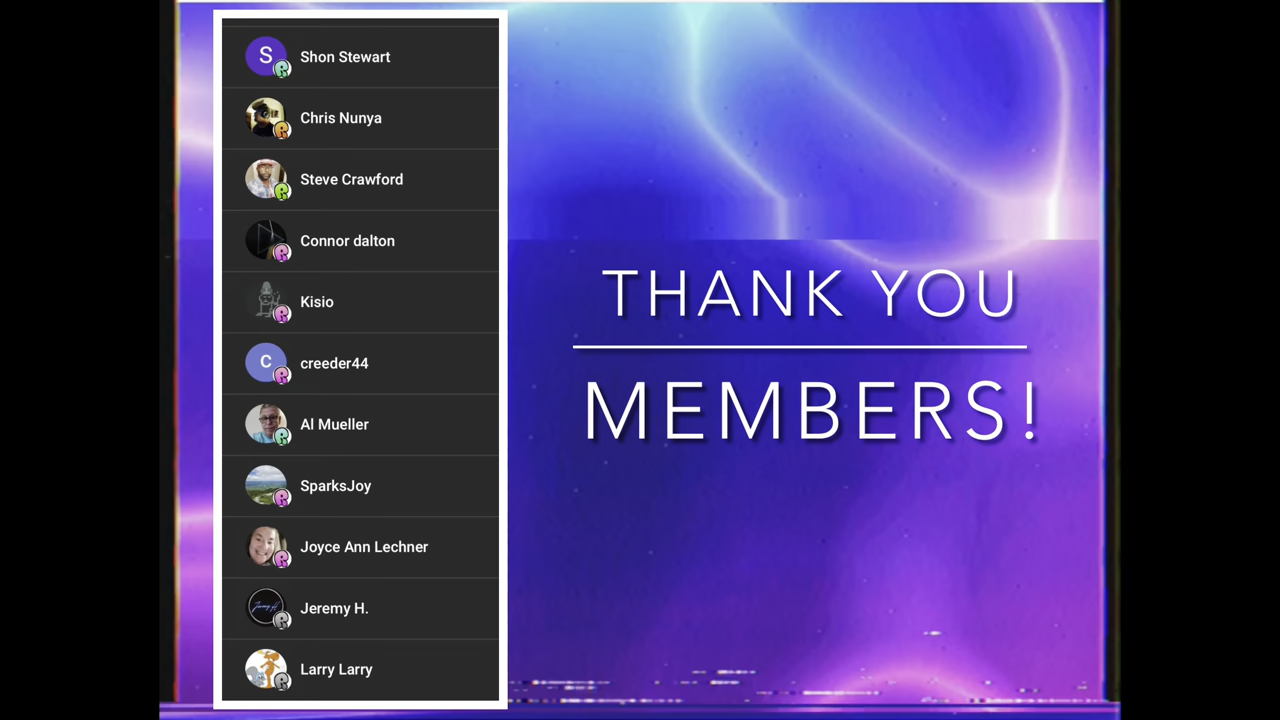 S
Shon Stewart
Chris Nunya
Steve Crawford
Connor dalton
Kisio
C
creeder44
Al Mueller
SparksJoy
Joyce Ann Lechner
Jeremy H.
Larry Larry
THANK YOU
MEMBERS!